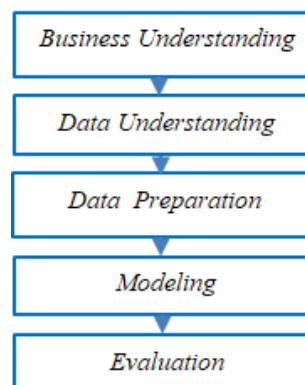 Business Understanding
Data Understanding
Data Preparation
Modeling
Evaluation